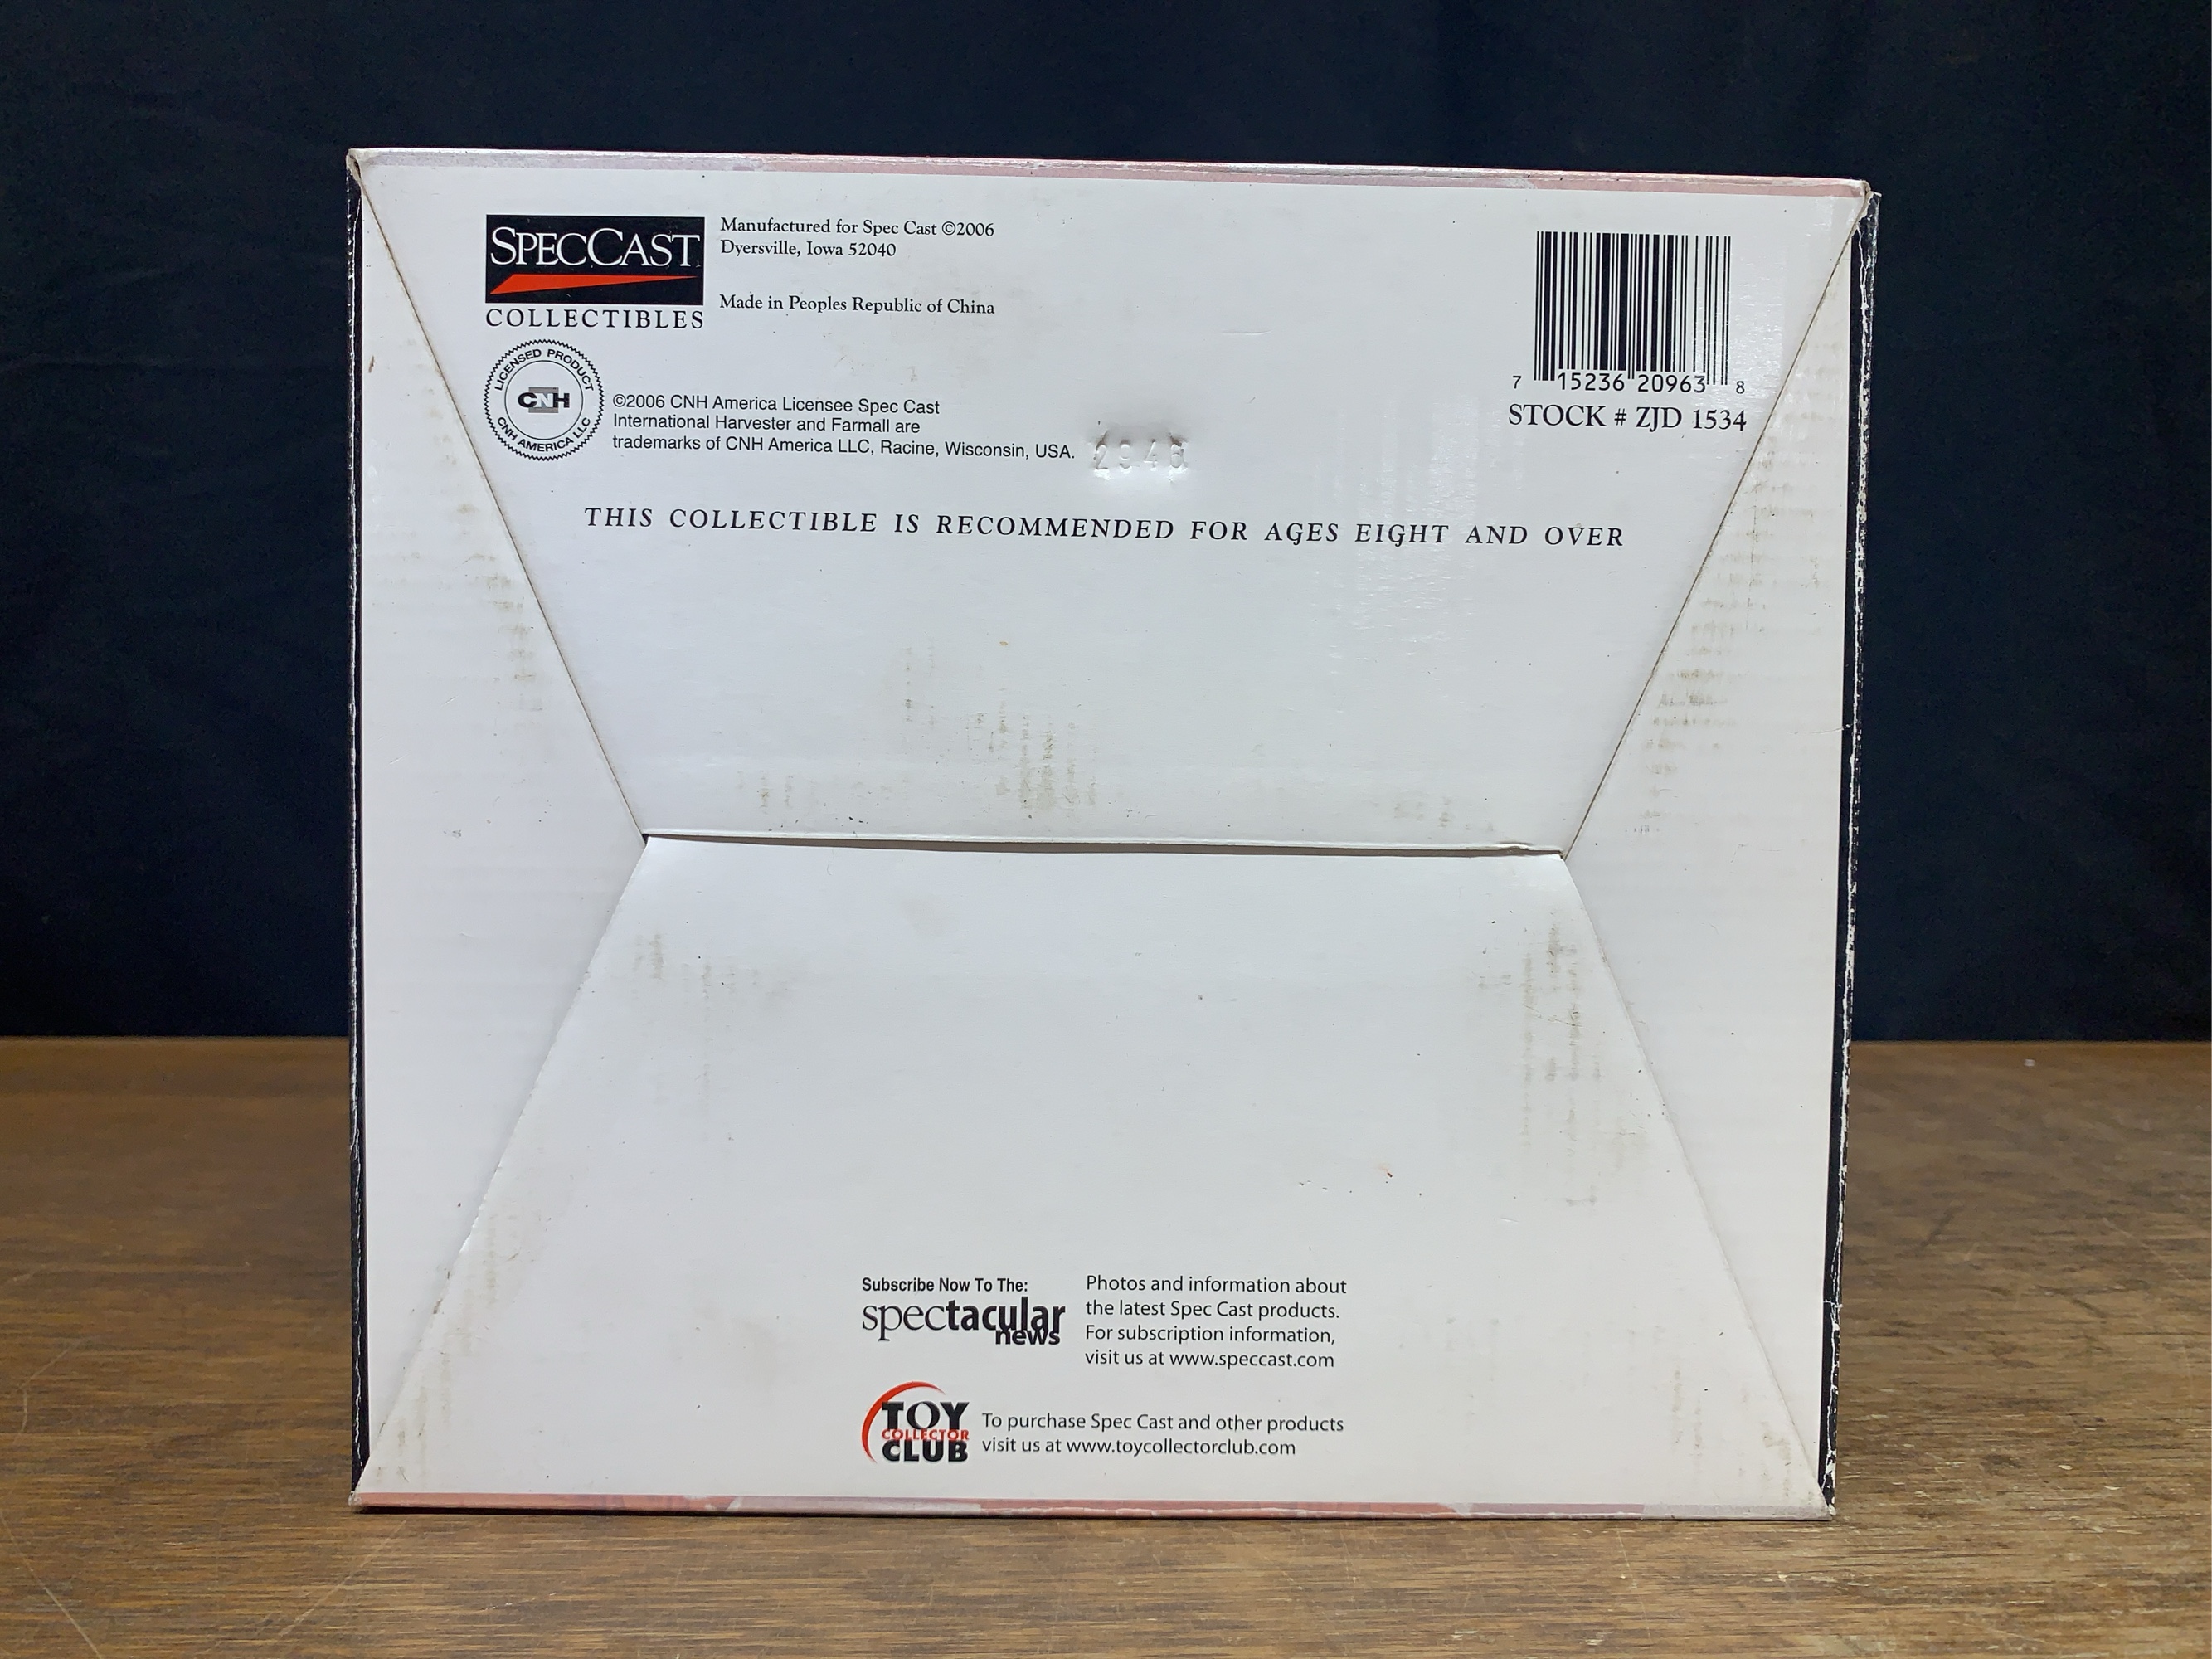 SPECCAST
COLLECTIBLES
Manufactured for Spec Cast ©2006
Dyersville, Iowa 52040
Made in Peoples Republic of China
LICENSED PRODUCT
CNH
CNH AMERICA LLC
©2006 CNH America Licensee Spec Cast
International Harvester and Farmall are
trademarks of CNH America LLC, Racine, Wisconsin, USA.
7 15236 20963 8
STOCK # ZJD 1534
THIS COLLECTIBLE IS RECOMMENDED FOR AGES EIGHT AND OVER
Subscribe Now To The:
spectacular
news
Photos and information about
the latest Spec Cast products.
For subscription information,
visit us at www.speccast.com
TOY
COLLECTOR
CLUB
To purchase Spec Cast and other products
visit us at www.toycollectorclub.com